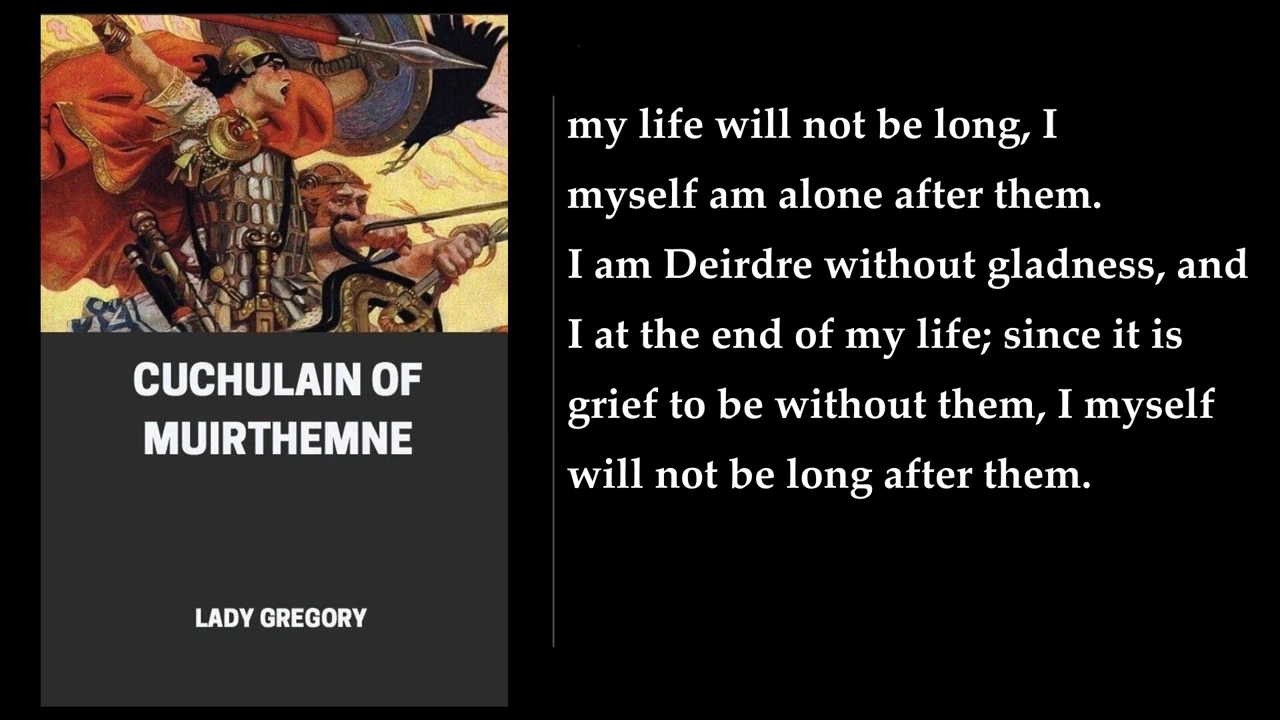 CUCHULAIN OF
MUIRTHEMNE
LADY GREGORY
my life will not be long, I
myself am alone after them.
I am Deirdre without gladness, and
I at the end of my life; since it is
grief to be without them, I myself
will not be long after them.